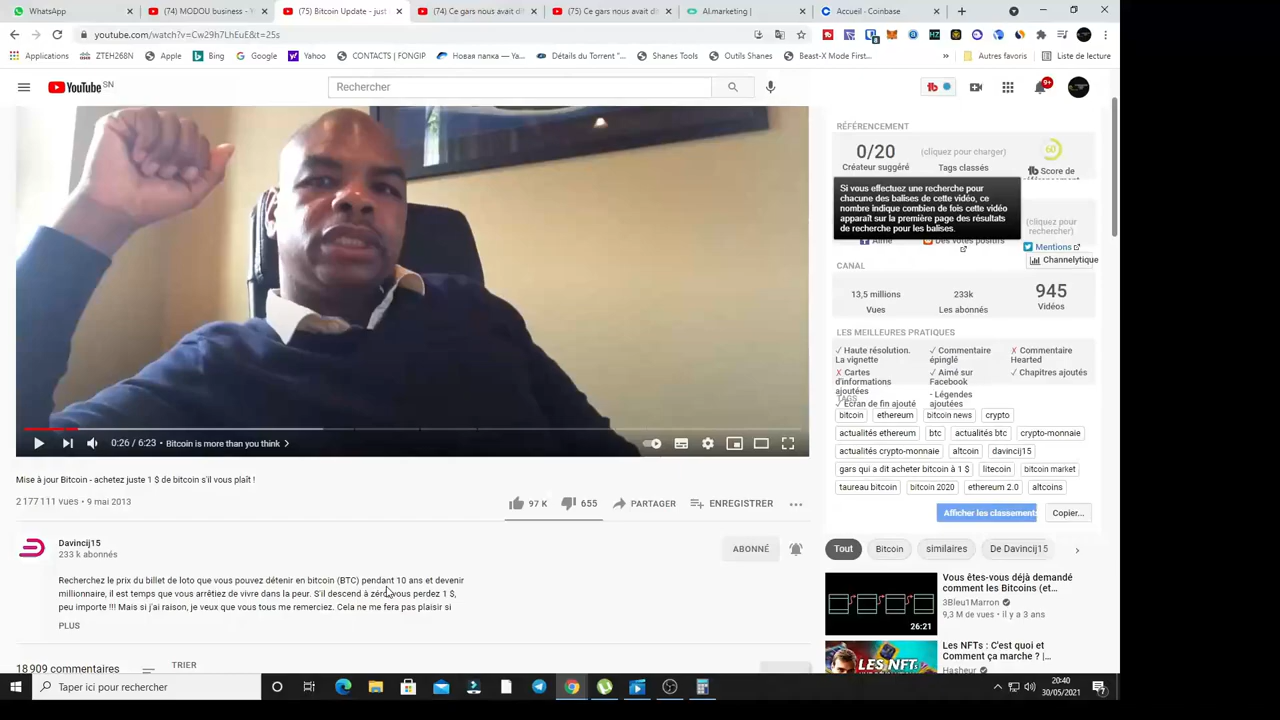 WhatsApp
(74) MODOU business - 
(75) Bitcoin Update - just
(74) Ce gars nous avait di
(75) Ce gars nous avait di
AI.marketing |
Accueil - Coinbase
youtube.com/watch?v=Cw29h7LhEuE&t=25s
Applications
ZTEH268N
Apple
Bing
Google
Yahoo
CONTACTS | FONGIP
Новая папка — Ya...
Détails du Torrent "...
Shanes Tools
Outils Shanes
Beast-X Mode First...
»
Autres favoris
Liste de lecture
YouTube SN
Rechercher
9+
RÉFÉRENCEMENT
0/20
Créateur suggéré
(cliquez pour charger)
Tags classés
60
Score de
Si vous effectuez une recherche pour
chacune des balises de cette vidéo, ce
nombre indique combien de fois cette vidéo
apparaît sur la première page des résultats
de recherche pour les balises.
(cliquez pour
rechercher)
Aimé
Des votes positifs
Mentions
Channelytique
CANAL
13,5 millions
Vues
233k
Les abonnés
945
Vidéos
LES MEILLEURES PRATIQUES
✓ Haute résolution.
La vignette
✓ Commentaire
épinglé
✗ Commentaire
Hearted
✗ Cartes
d'informations
ajoutées
✓ Aimé sur
Facebook
✓ Chapitres ajoutés
- Légendes
ajoutées
✓ Écran de fin ajouté
TAGS
bitcoin
ethereum
bitcoin news
crypto
actualités ethereum
btc
actualités btc
crypto-monnaie
actualités crypto-monnaie
altcoin
davincij15
gars qui a dit acheter bitcoin à 1 $
litecoin
bitcoin market
taureau bitcoin
bitcoin 2020
ethereum 2.0
altcoins
Afficher les classements
Copier...
0:26 / 6:23 • Bitcoin is more than you think
Mise à jour Bitcoin - achetez juste 1 $ de bitcoin s'il vous plaît !
2 177 111 vues • 9 mai 2013
97 K
655
PARTAGER
ENREGISTRER
Davincij15
233 k abonnés
ABONNÉ
Recherchez le prix du billet de loto que vous pouvez détenir en bitcoin (BTC) pendant 10 ans et devenir
millionnaire, il est temps que vous arrêtiez de vivre dans la peur. S'il descend à zéro, vous perdez 1 $,
peu importe !!! Mais si j'ai raison, je veux que vous tous me remerciez. Cela ne me fera pas plaisir si
PLUS
18 909 commentaires
TRIER
Tout
Bitcoin
similaires
De Davincij15
Vous êtes-vous déjà demandé
comment les Bitcoins (et...
3Bleu1Marron
9,3 M de vues • il y a 3 ans
26:21
Les NFTs : C'est quoi et
Comment ça marche ? |...
Hasheur
LES NFT
Taper ici pour rechercher
20:40
30/05/2021